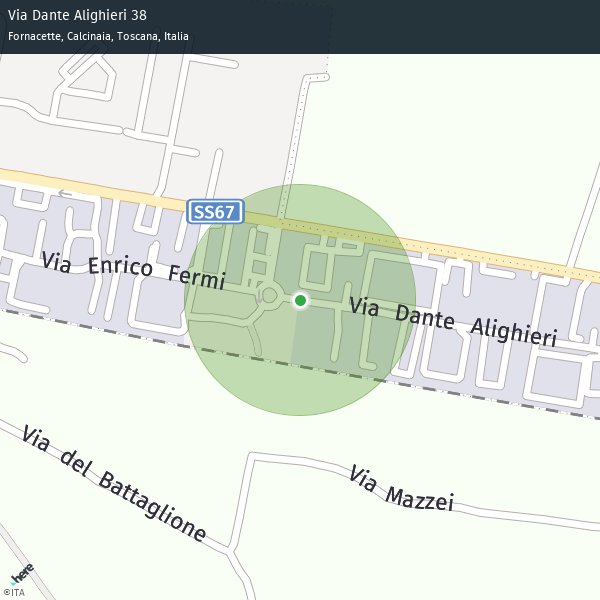 Via Dante Alighieri 38
Fornacette, Calcinaia, Toscana, Italia
SS67
Via Enrico Fermi
Via Dante Alighieri
Via del Battaglione
Via Mazzei
here
©ITA